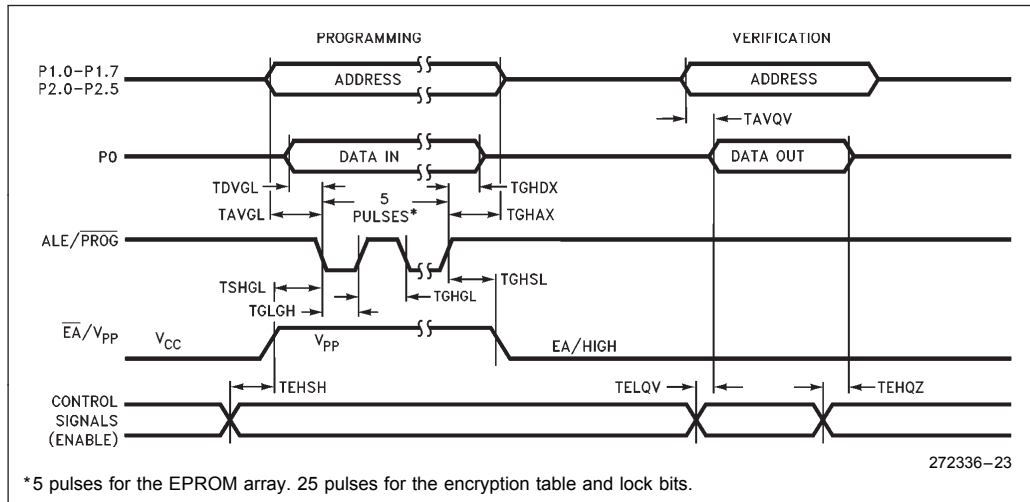 PROGRAMMING VERIFICATION
P1.0–P1.7
P2.0–P2.5
ADDRESS ADDRESS
TAVQV
P0 DATA IN DATA OUT
TDVGL TGHDX
5
PULSES*
TAVGL TGHAX
ALE/PROG
TSHGL TGHSL
TGHGL
TGLGH
EA/VPP
VCC VPP EA/HIGH
TEHSH TELQV TEHQZ
CONTROL
SIGNALS
(ENABLE)
272336–23
*5 pulses for the EPROM array. 25 pulses for the encryption table and lock bits.